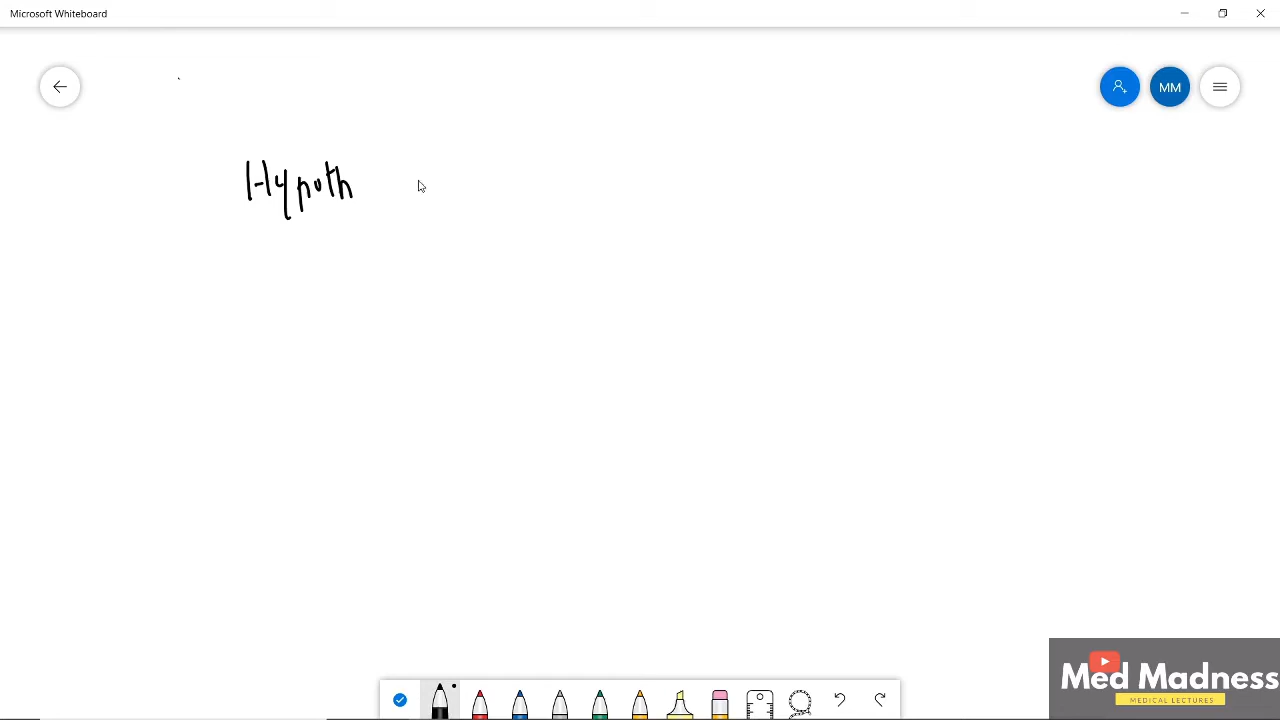 Microsoft Whiteboard
MM
Hypoth
Med Madness
MEDICAL LECTURES